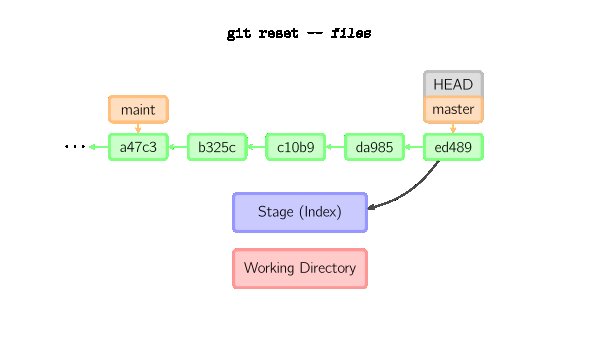 git reset -- files
HEAD
maint
master
... a47c3 b325c c10b9 da985 ed489
Stage (Index)
Working Directory